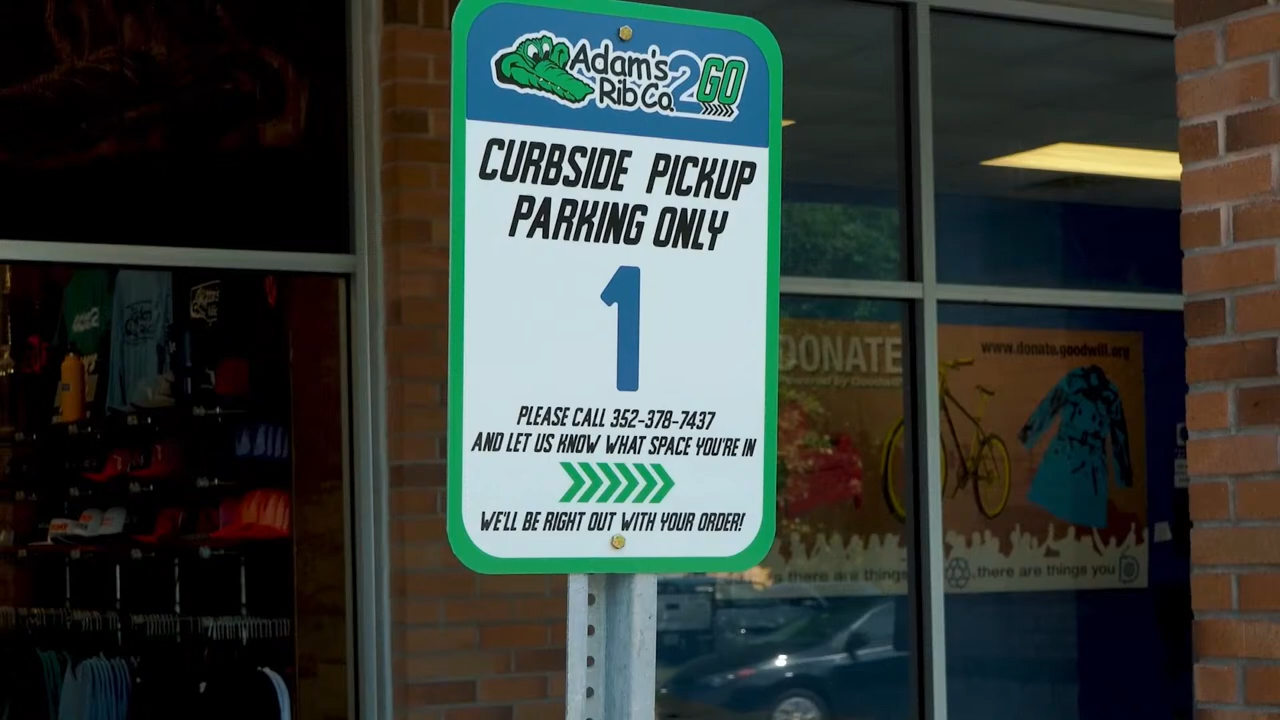 Adam's
Rib Co. 2GO
CURBSIDE PICKUP
PARKING ONLY
1
PLEASE CALL 352-378-7437
AND LET US KNOW WHAT SPACE YOU'RE IN
WE'LL BE RIGHT OUT WITH YOUR ORDER!
DONATE
www.donate.goodwill.org
there are things
, there are things you